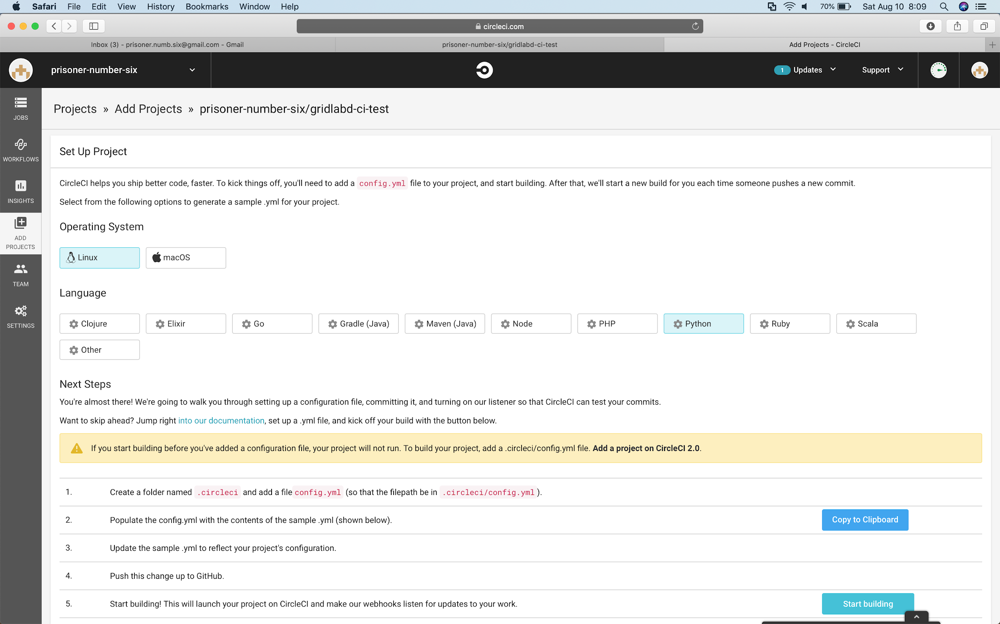 Safari File Edit View History Bookmarks Window Help 70% Sat Aug 10 8:09
circleci.com
Inbox (3) - prisoner.numb.six@gmail.com - Gmail prisoner-number-six/gridlabd-ci-test Add Projects - CircleCI
prisoner-number-six 1 Updates Support
JOBS
WORKFLOWS
INSIGHTS
ADD
PROJECTS
TEAM
SETTINGS
Projects » Add Projects » prisoner-number-six/gridlabd-ci-test
Set Up Project
CircleCI helps you ship better code, faster. To kick things off, you'll need to add a config.yml file to your project, and start building. After that, we'll start a new build for you each time someone pushes a new commit.
Select from the following options to generate a sample .yml for your project.
Operating System
Linux macOS
Language
Clojure Elixir Go Gradle (Java) Maven (Java) Node PHP Python Ruby Scala
Other
Next Steps
You're almost there! We're going to walk you through setting up a configuration file, committing it, and turning on our listener so that CircleCI can test your commits.
Want to skip ahead? Jump right into our documentation, set up a .yml file, and kick off your build with the button below.
If you start building before you've added a configuration file, your project will not run. To build your project, add a .circleci/config.yml file. Add a project on CircleCI 2.0.
1. Create a folder named .circleci and add a file config.yml (so that the filepath be in .circleci/config.yml ).
2. Populate the config.yml with the contents of the sample .yml (shown below). Copy to Clipboard
3. Update the sample .yml to reflect your project's configuration.
4. Push this change up to GitHub.
5. Start building! This will launch your project on CircleCI and make our webhooks listen for updates to your work. Start building